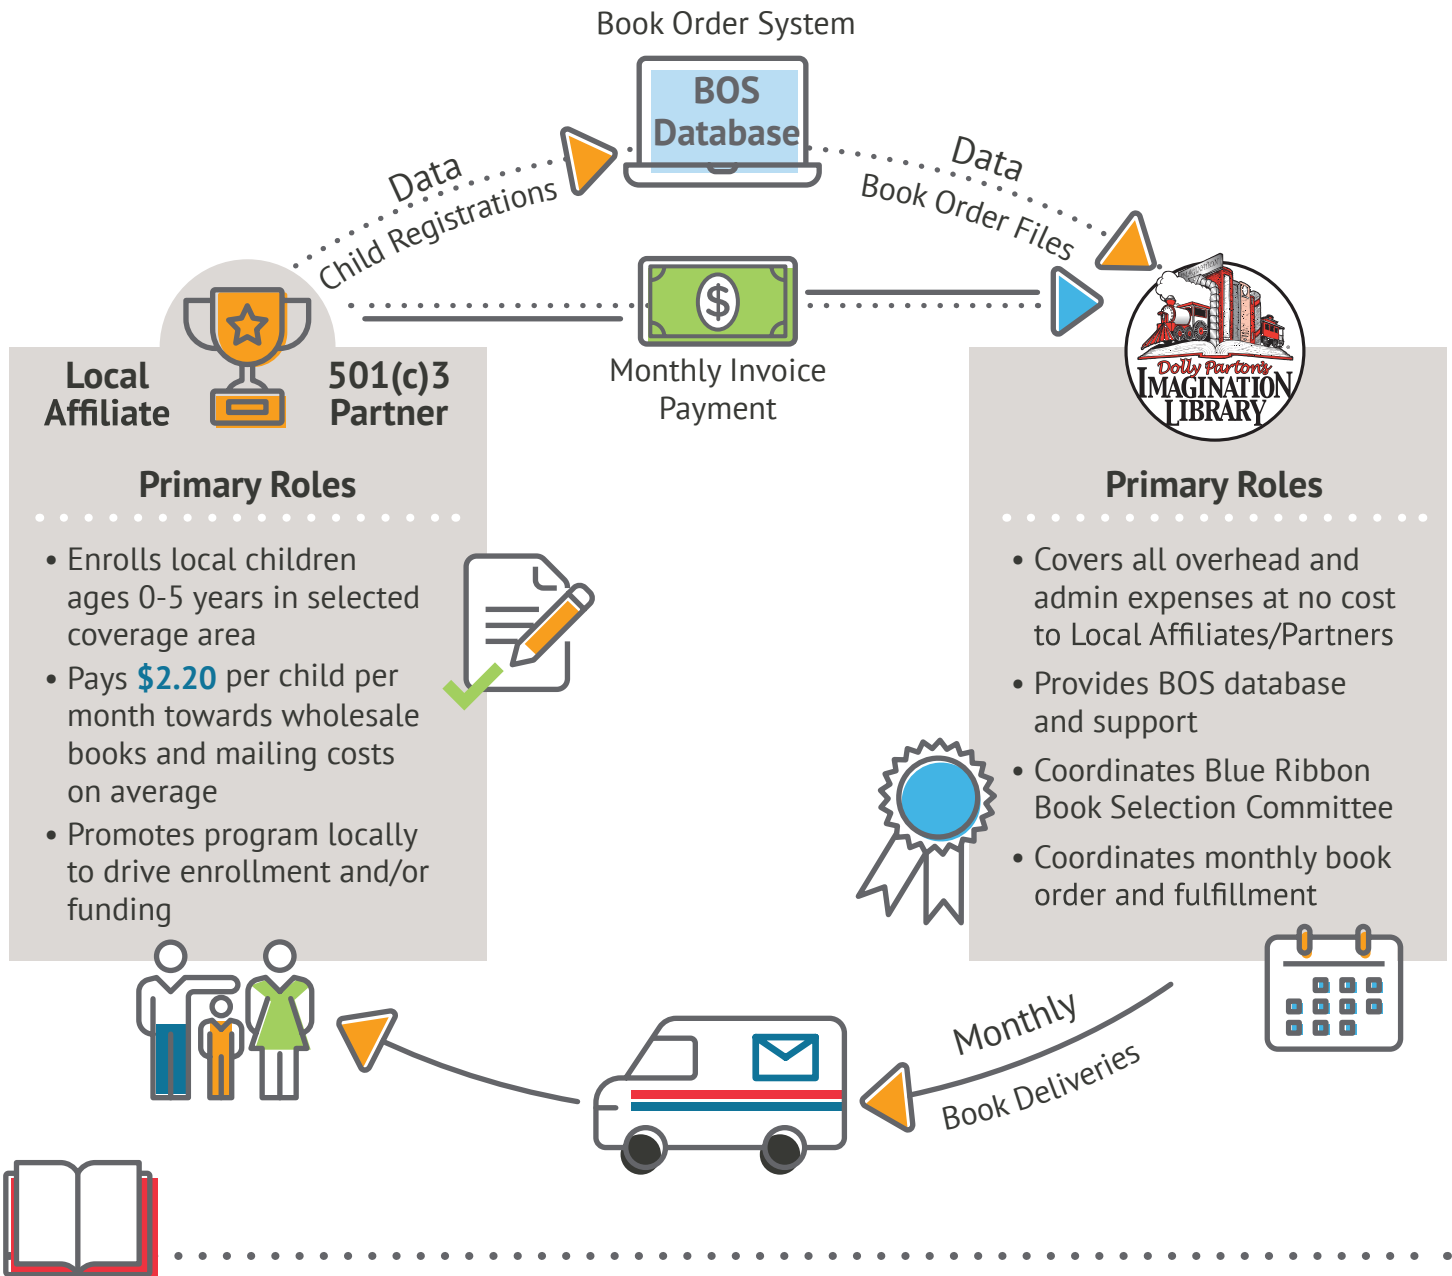 Book Order System
BOS
Database
Data
Child Registrations
Data
Book Order Files
$
Monthly Invoice
Payment
Local
Affiliate
501(c)3
Partner
Dolly Parton's
IMAGINATION
LIBRARY
Primary Roles
• Enrolls local children
ages 0-5 years in selected
coverage area
• Pays $2.20 per child per
month towards wholesale
books and mailing costs
on average
• Promotes program locally
to drive enrollment and/or
funding
Primary Roles
• Covers all overhead and
admin expenses at no cost
to Local Affiliates/Partners
• Provides BOS database
and support
• Coordinates Blue Ribbon
Book Selection Committee
• Coordinates monthly book
order and fulfillment
Monthly
Book Deliveries